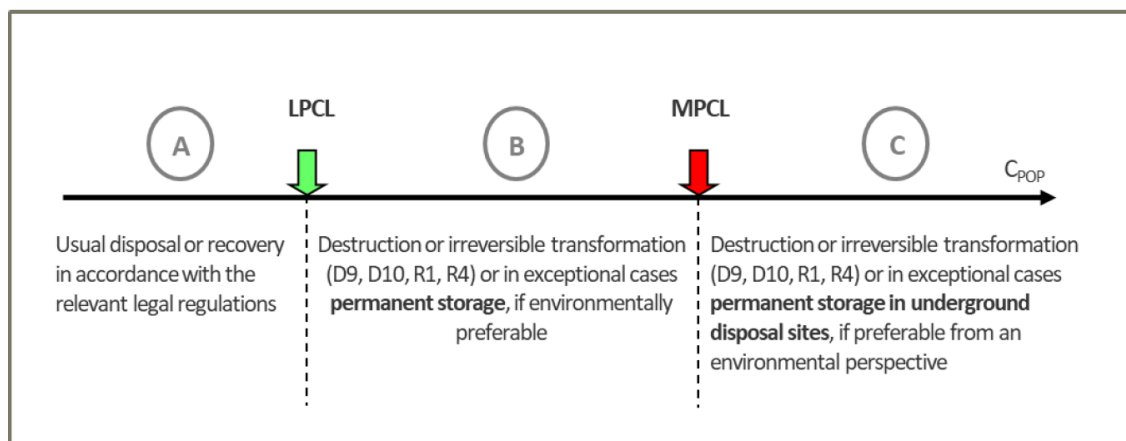 A
LPCL
B
MPCL
C
CPOP
Usual disposal or recovery
in accordance with the
relevant legal regulations
Destruction or irreversible transformation
(D9, D10, R1, R4) or in exceptional cases
permanent storage, if environmentally
preferable
Destruction or irreversible transformation
(D9, D10, R1, R4) or in exceptional cases
permanent storage in underground
disposal sites, if preferable from an
environmental perspective